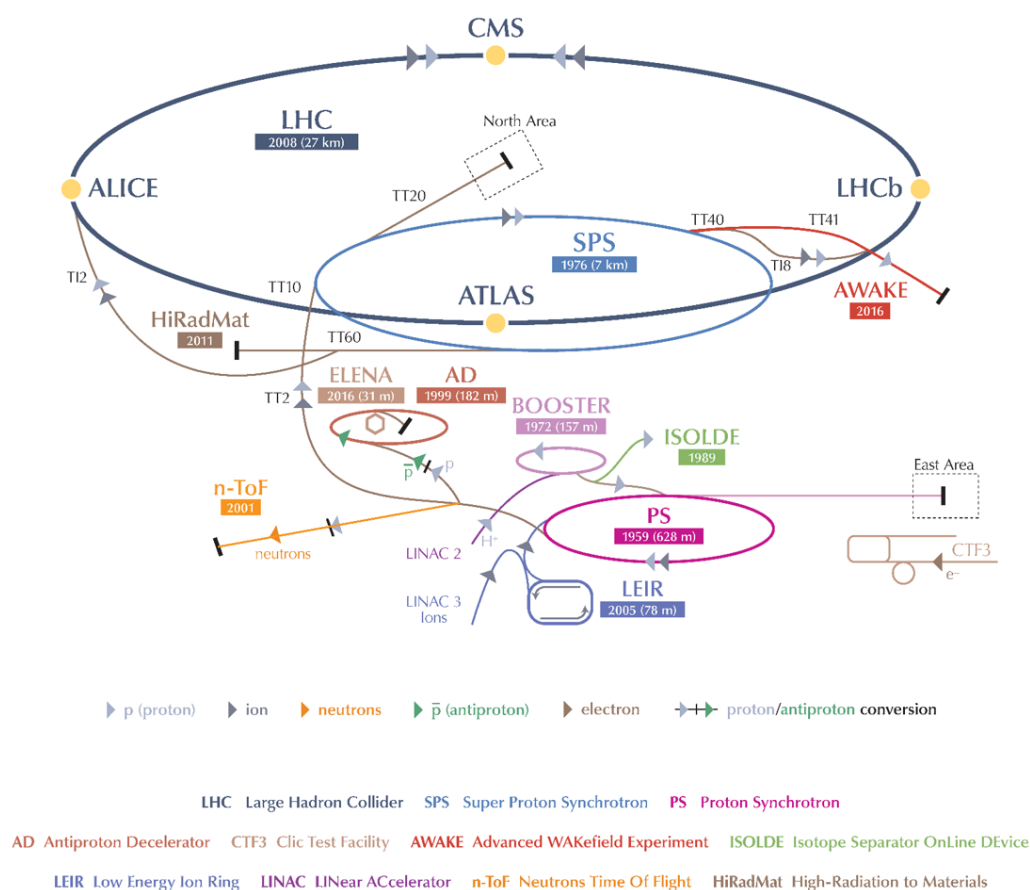 CMS
LHC
2008 (27 km)
North Area
ALICE
TT20
LHCb
TT40
TT41
SPS
1976 (7 km)
TI8
TI2
TT10
ATLAS
AWAKE
2016
HiRadMat
2011
TT60
ELENA
2016 (31 m)
AD
1999 (182 m)
TT2
BOOSTER
1972 (157 m)
ISOLDE
1989
p̅
p
East Area
n-ToF
2001
PS
1959 (628 m)
neutrons
LINAC 2
H⁺
CTF3
e⁻
LINAC 3
Ions
LEIR
2005 (78 m)
p (proton)
ion
neutrons
p̅ (antiproton)
electron
proton/antiproton conversion
LHC Large Hadron Collider SPS Super Proton Synchrotron PS Proton Synchrotron
AD Antiproton Decelerator CTF3 Clic Test Facility AWAKE Advanced WAKefield Experiment ISOLDE Isotope Separator OnLine DEvice
LEIR Low Energy Ion Ring LINAC LINear ACcelerator n-ToF Neutrons Time Of Flight HiRadMat High-Radiation to Materials